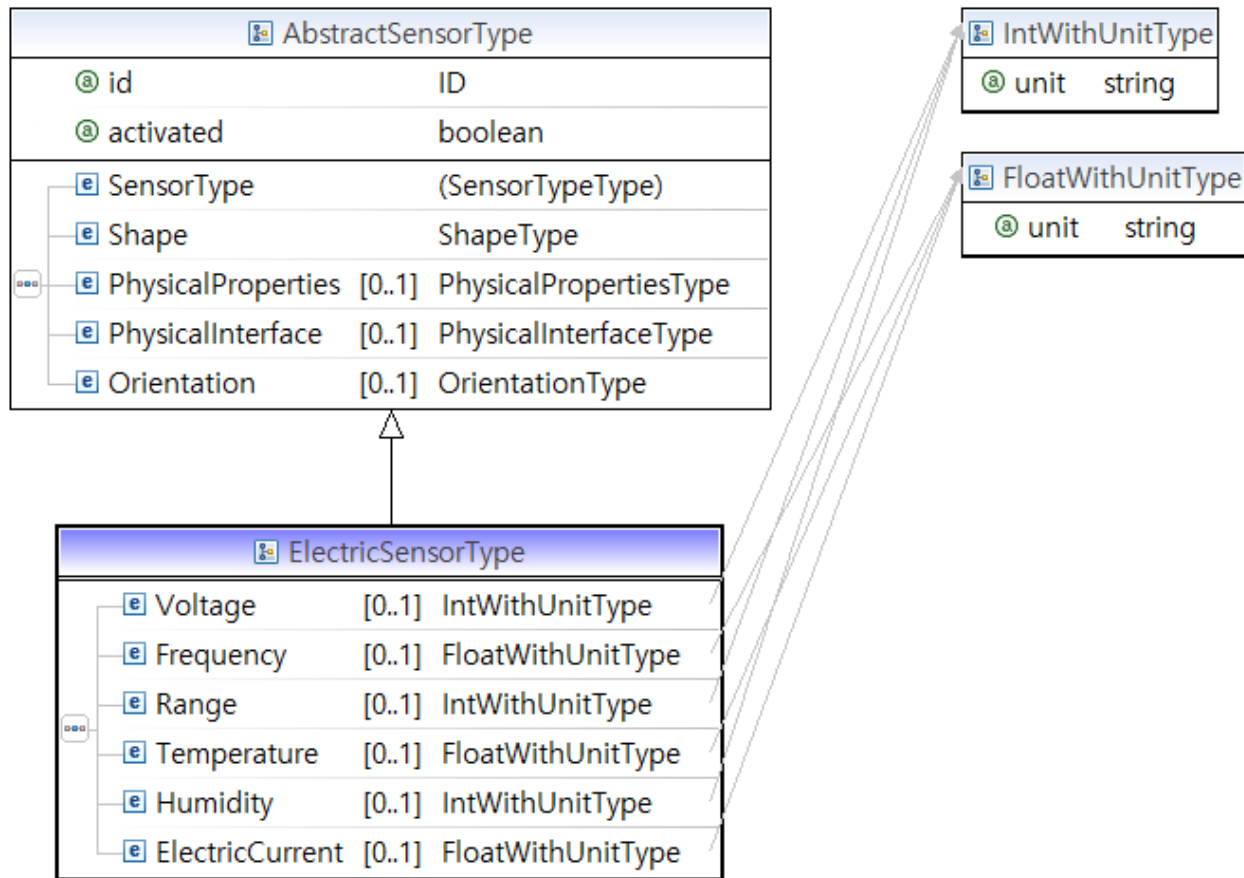 AbstractSensorType
a id ID
a activated boolean
e SensorType (SensorTypeType)
e Shape ShapeType
e PhysicalProperties [0..1] PhysicalPropertiesType
e PhysicalInterface [0..1] PhysicalInterfaceType
e Orientation [0..1] OrientationType
IntWithUnitType
a unit string
FloatWithUnitType
a unit string
ElectricSensorType
e Voltage [0..1] IntWithUnitType
e Frequency [0..1] FloatWithUnitType
e Range [0..1] IntWithUnitType
e Temperature [0..1] FloatWithUnitType
e Humidity [0..1] IntWithUnitType
e ElectricCurrent [0..1] FloatWithUnitType